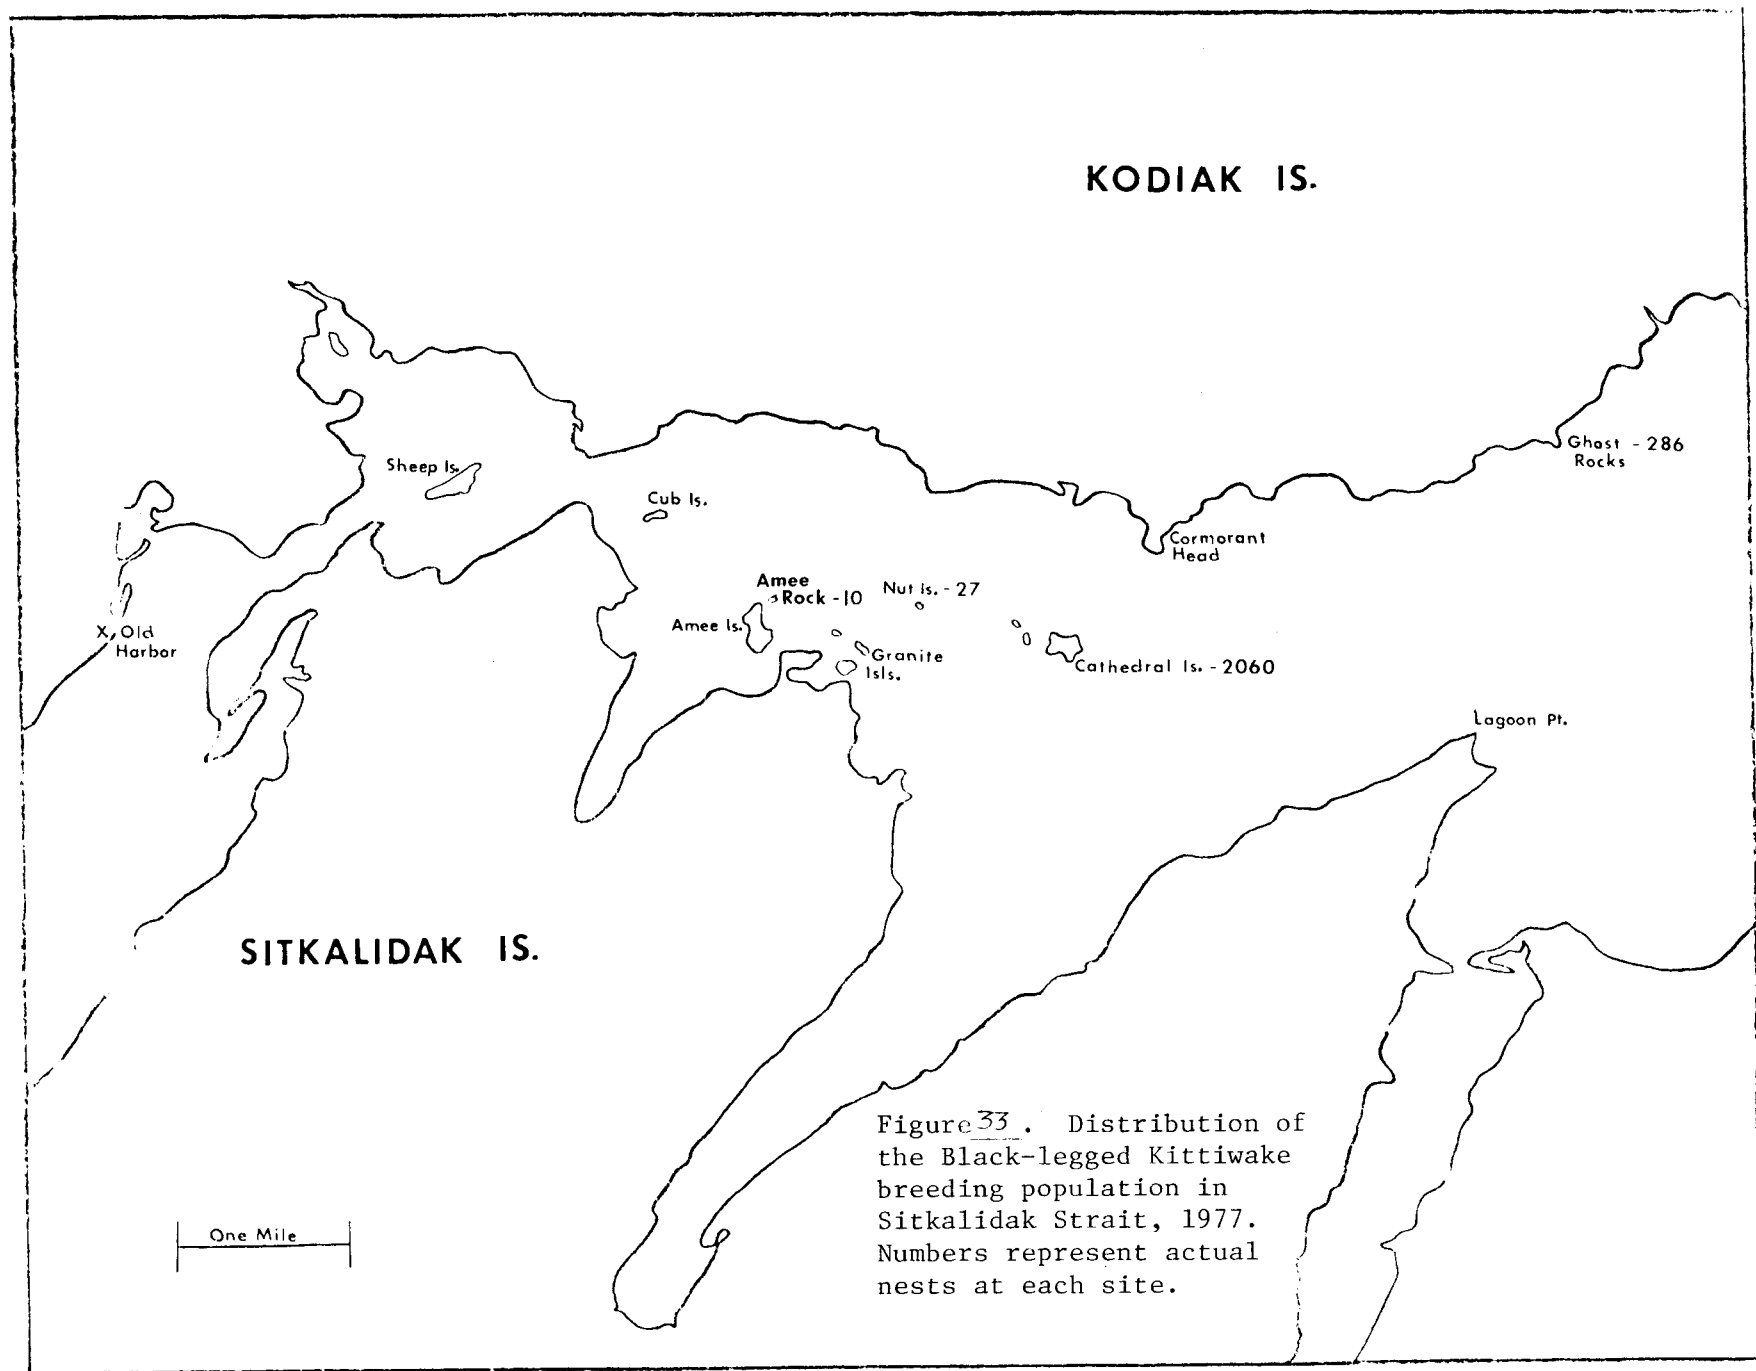 KODIAK IS.
Ghost - 286
Rocks
Sheep Is.
Cub Is.
Cormorant
Head
Amee
Rock - 10
Nut Is. - 27
Amee Is.
X, Old
Harbor
Granite
Isls.
Cathedral Is. - 2060
Lagoon Pt.
SITKALIDAK IS.
Figure 33. Distribution of
the Black-legged Kittiwake
breeding population in
Sitkalidak Strait, 1977.
Numbers represent actual
nests at each site.
One Mile